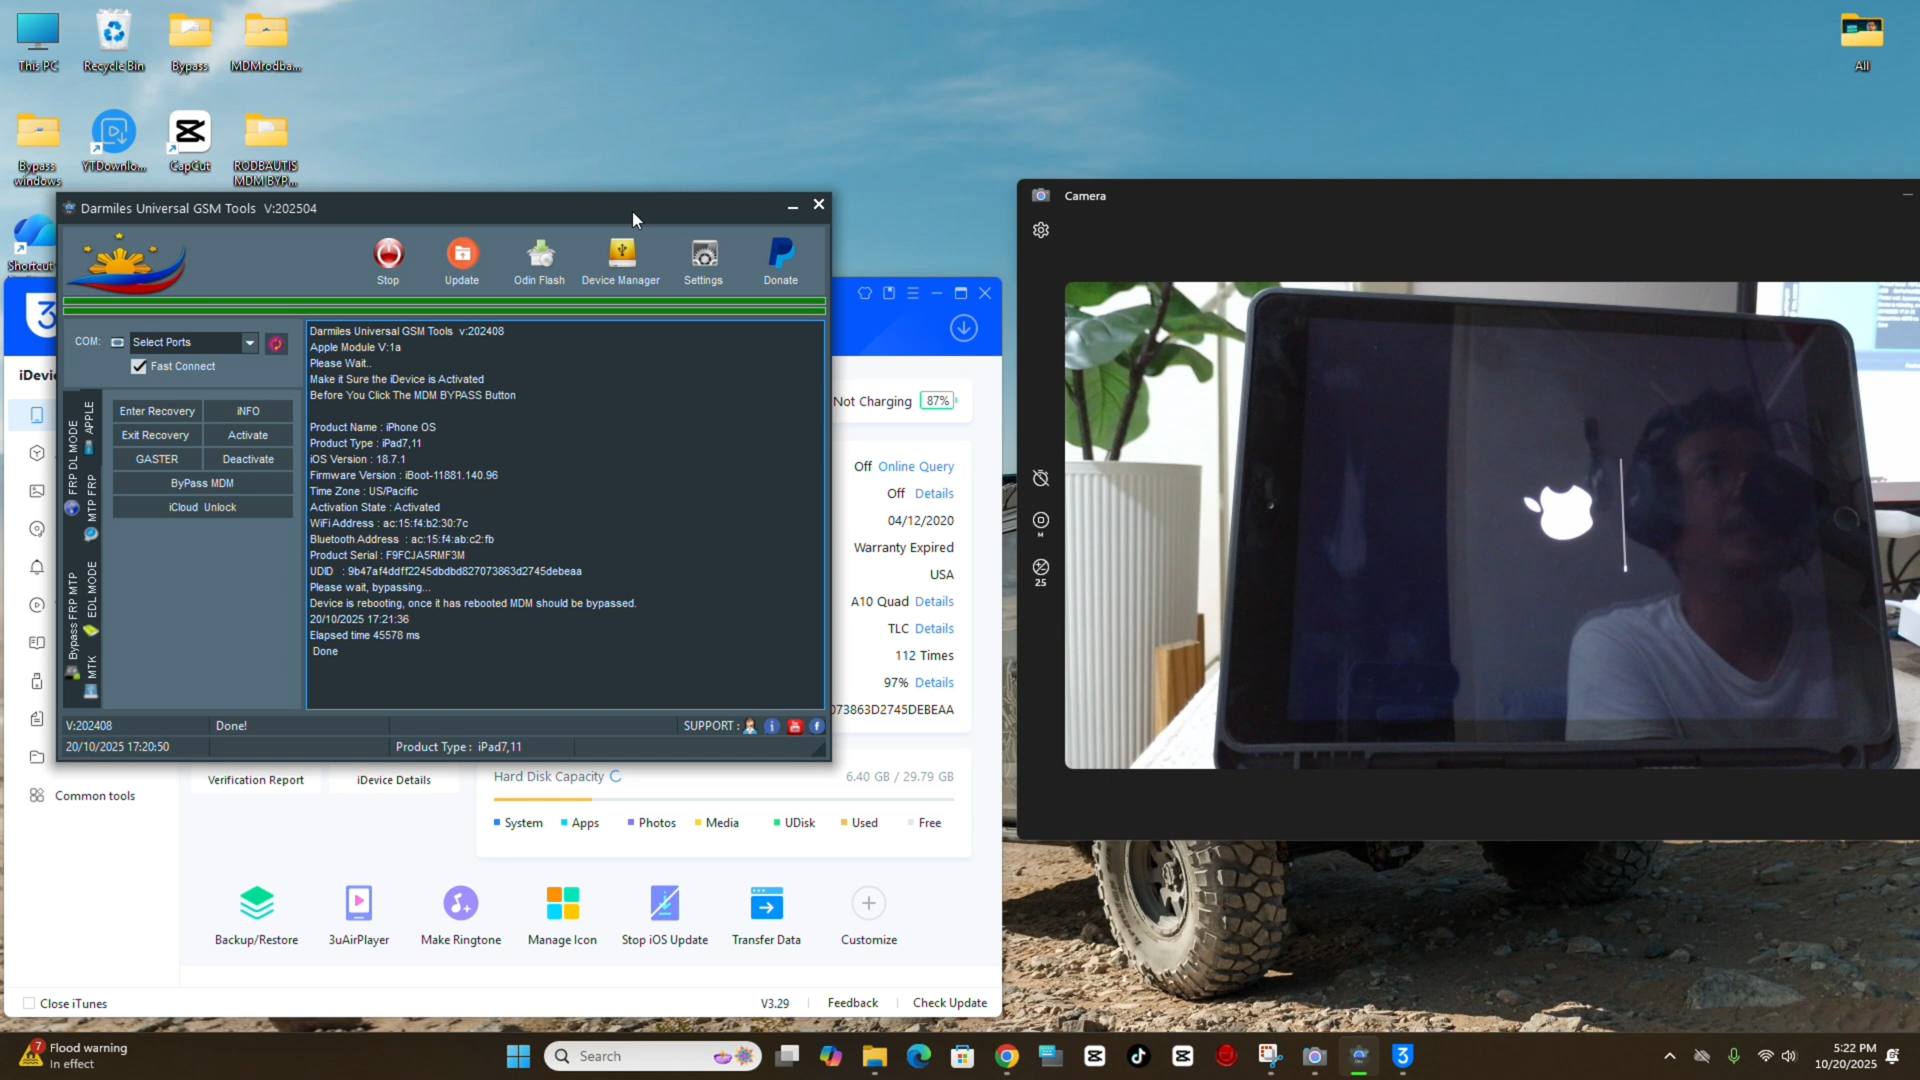 This PC
Recycle Bin
Bypass
MDMrodba...
All
Bypass windows
YTDownlo...
CapCut
RODBAUTIS MDM BYP...
Shortcut
Darmiles Universal GSM Tools V:202504
Stop
Update
Odin Flash
Device Manager
Settings
Donate
COM:
Select Ports
Fast Connect
FRP DL MODE
APPLE
MTP FRP
Bypass FRP MTP
EDL MODE
MTK
Enter Recovery
iNFO
Exit Recovery
Activate
GASTER
Deactivate
ByPass MDM
iCloud Unlock
Darmiles Universal GSM Tools v:202408
Apple Module V:1a
Please Wait..
Make it Sure the iDevice is Activated
Before You Click The MDM BYPASS Button
Product Name : iPhone OS
Product Type : iPad7,11
iOS Version : 18.7.1
Firmware Version : iBoot-11881.140.96
Time Zone : US/Pacific
Activation State : Activated
WiFi Address : ac:15:f4:b2:30:7c
Bluetooth Address : ac:15:f4:ab:c2:fb
Product Serial : F9FCJA5RMF3M
UDID : 9b47af4ddff2245dbdbd827073863d2745debeaa
Please wait, bypassing...
Device is rebooting, once it has rebooted MDM should be bypassed.
20/10/2025 17:21:36
Elapsed time 45578 ms
Done
V:202408
Done!
SUPPORT :
20/10/2025 17:20:50
Product Type : iPad7,11
3
iDevic
Not Charging 87%
Off Online Query
Off Details
04/12/2020
Warranty Expired
USA
A10 Quad Details
TLC Details
112 Times
97% Details
073863D2745DEBEAA
Verification Report
iDevice Details
Hard Disk Capacity
6.40 GB / 29.79 GB
Common tools
System
Apps
Photos
Media
UDisk
Used
Free
Backup/Restore
3uAirPlayer
Make Ringtone
Manage Icon
Stop iOS Update
Transfer Data
Customize
Close iTunes
V3.29
Feedback
Check Update
Camera
M
25
7
Flood warning
In effect
Search
3
5:22 PM
10/20/2025